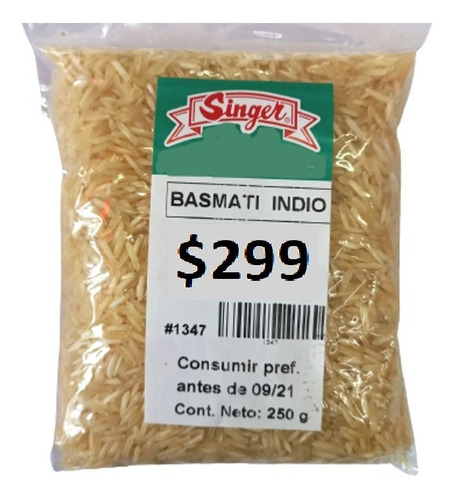 Singer®
...
BASMATI INDIO
$299
#1347
1347
Consumir pref.
antes de 09/21
Cont. Neto: 250 g